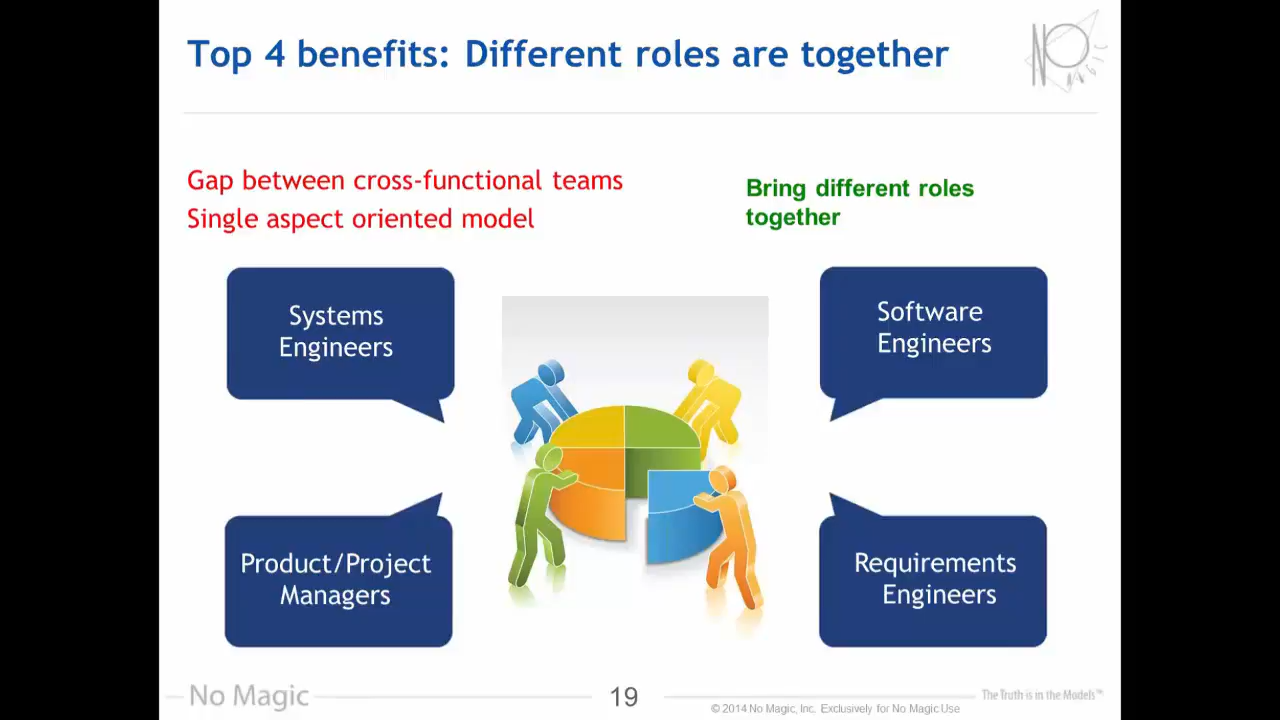 Top 4 benefits: Different roles are together
NO
MAGIC
Gap between cross-functional teams
Single aspect oriented model
Bring different roles
together
Systems
Engineers
Software
Engineers
Product/Project
Managers
Requirements
Engineers
No Magic
19
© 2014 No Magic, Inc. Exclusively for No Magic Use
The Truth is in the Models™